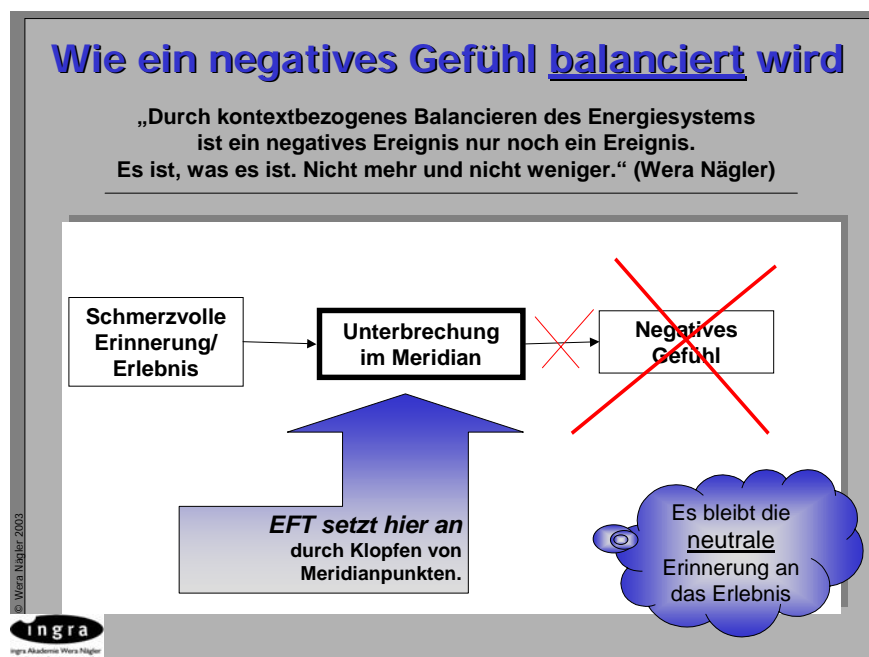 Wie ein negatives Gefühl balanciert wird
„Durch kontextbezogenes Balancieren des Energiesystems
ist ein negatives Ereignis nur noch ein Ereignis.
Es ist, was es ist. Nicht mehr und nicht weniger.“ (Wera Nägler)
Schmerzvolle
Erinnerung/
Erlebnis
Unterbrechung
im Meridian
Negatives
Gefühl
EFT setzt hier an
durch Klopfen von
Meridianpunkten.
Es bleibt die
neutrale
Erinnerung an
das Erlebnis
© Wera Nägler 2003
ingra
ingra Akademie Wera Nägler